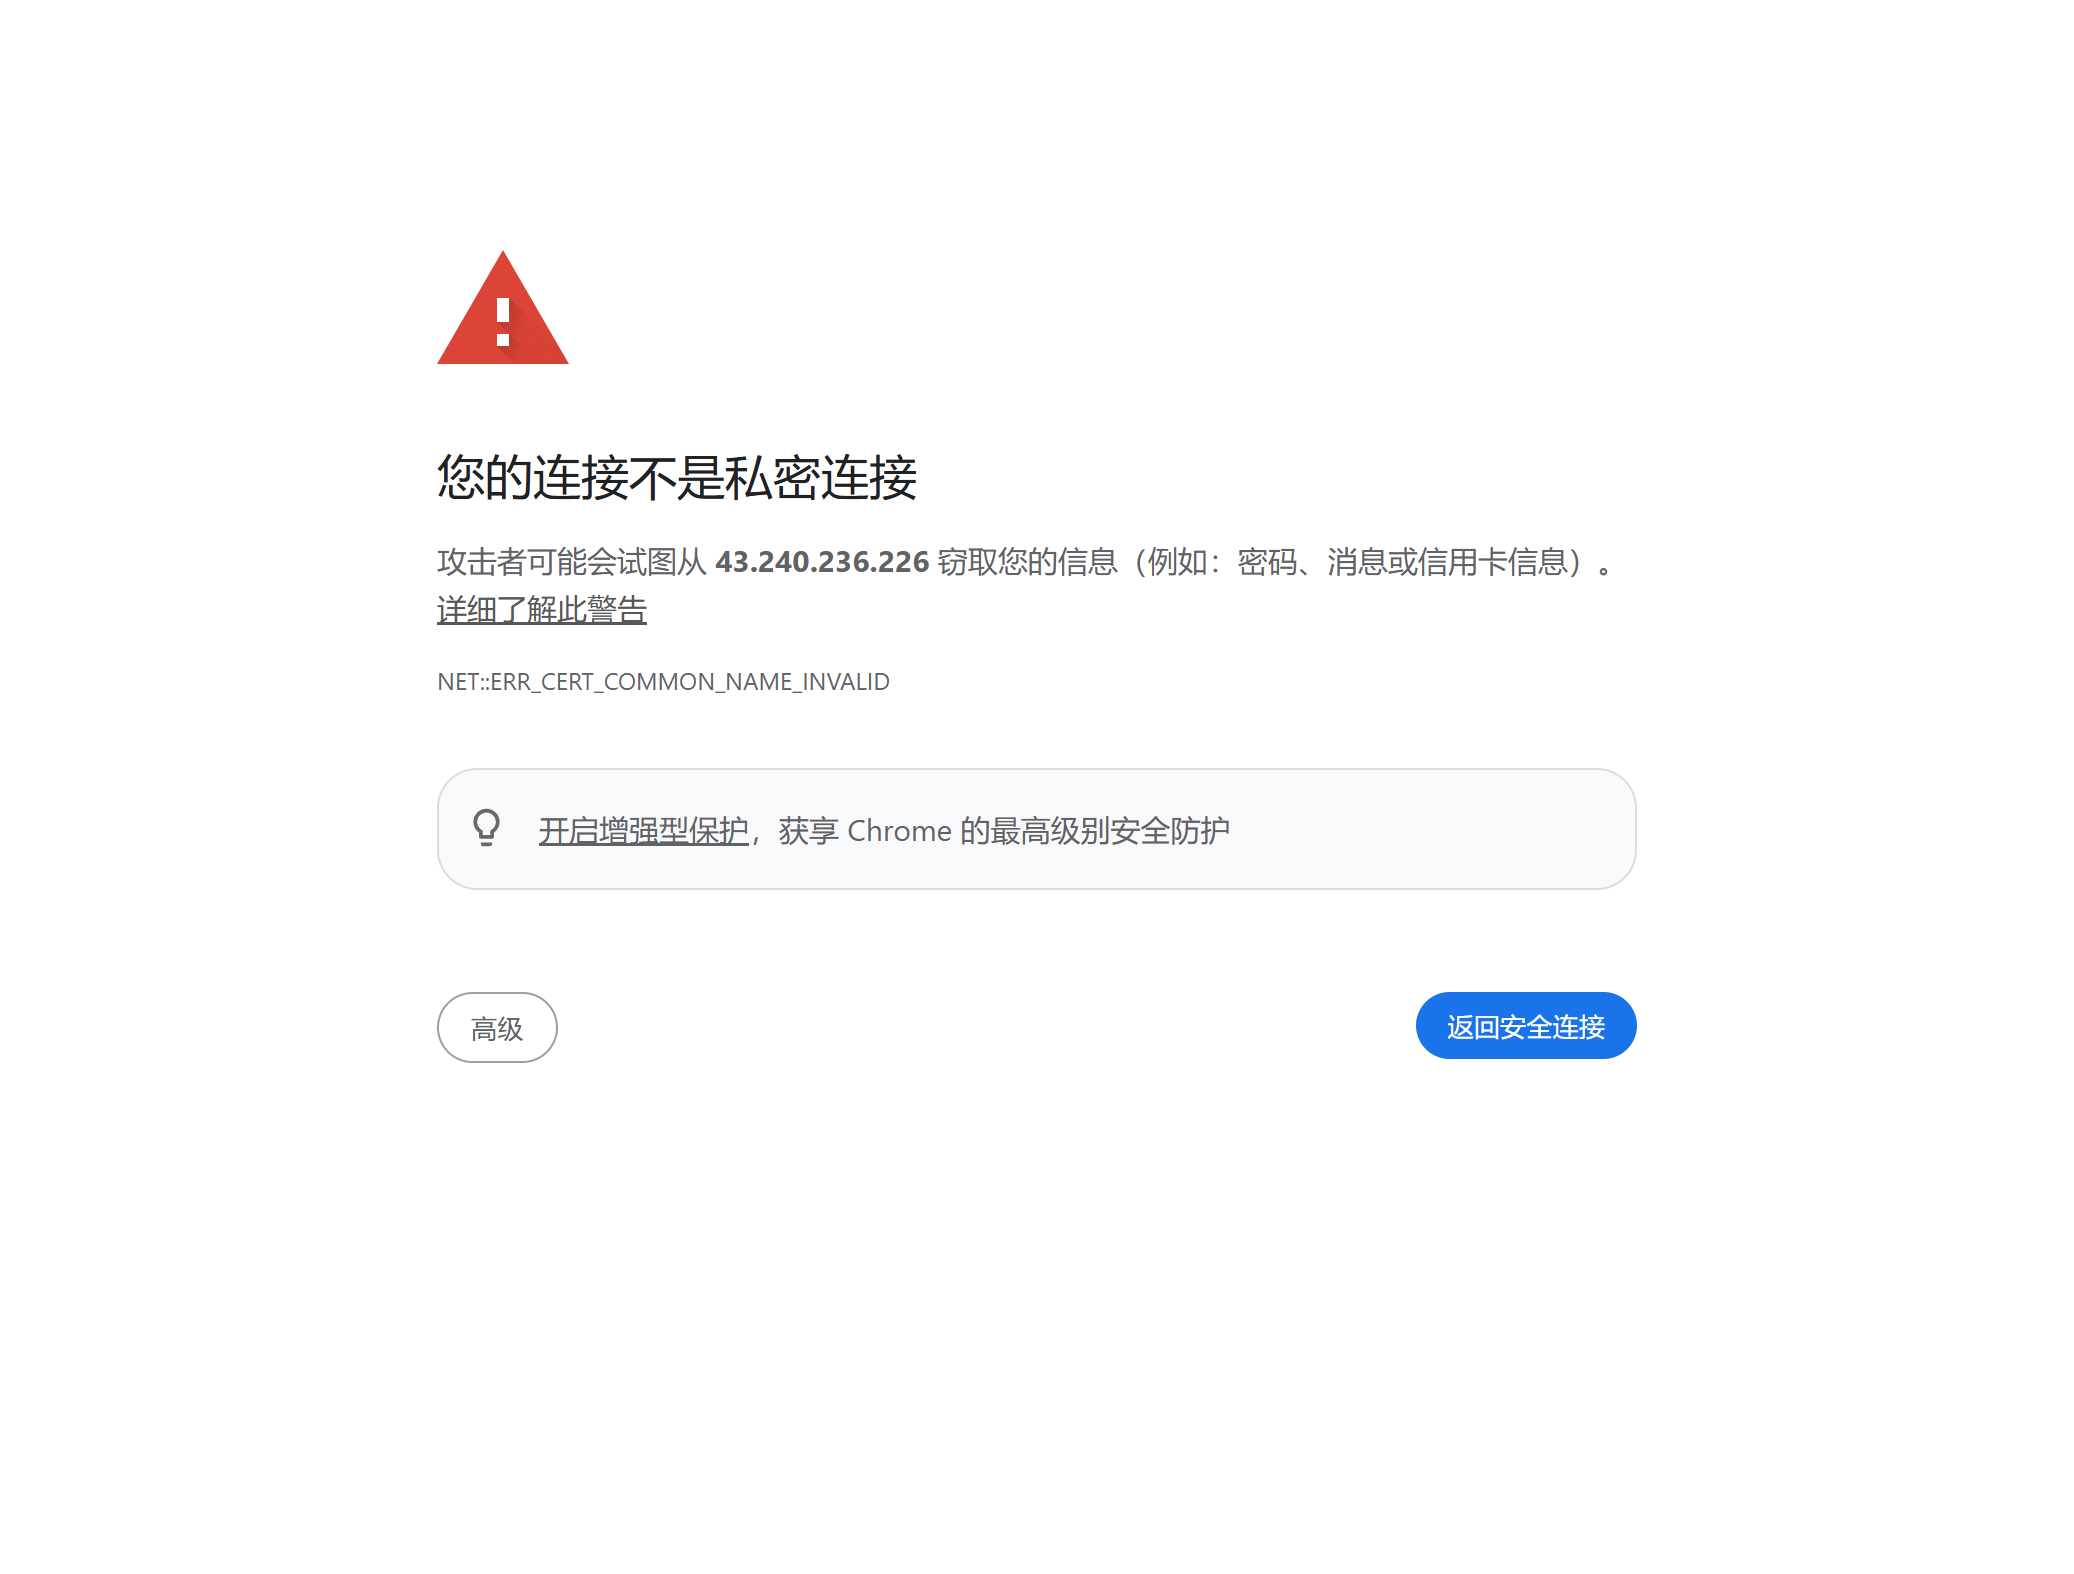 您的连接不是私密连接
攻击者可能会试图从 43.240.236.226 窃取您的信息（例如：密码、消息或信用卡信息）。
详细了解此警告
NET::ERR_CERT_COMMON_NAME_INVALID
开启增强型保护，获享 Chrome 的最高级别安全防护
高级
返回安全连接